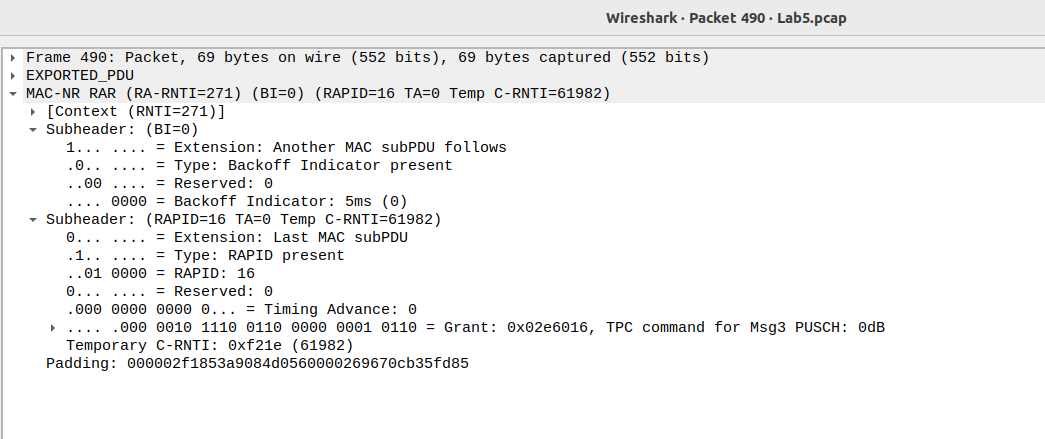 Wireshark · Packet 490 · Lab5.pcap
Frame 490: Packet, 69 bytes on wire (552 bits), 69 bytes captured (552 bits)
EXPORTED_PDU
MAC-NR RAR (RA-RNTI=271) (BI=0) (RAPID=16 TA=0 Temp C-RNTI=61982)
[Context (RNTI=271)]
Subheader: (BI=0)
1... .... = Extension: Another MAC subPDU follows
.0.. .... = Type: Backoff Indicator present
..00 .... = Reserved: 0
.... 0000 = Backoff Indicator: 5ms (0)
Subheader: (RAPID=16 TA=0 Temp C-RNTI=61982)
0... .... = Extension: Last MAC subPDU
.1.. .... = Type: RAPID present
..01 0000 = RAPID: 16
0... .... = Reserved: 0
.000 0000 0000 0... = Timing Advance: 0
.... .000 0010 1110 0110 0000 0001 0110 = Grant: 0x02e6016, TPC command for Msg3 PUSCH: 0dB
Temporary C-RNTI: 0xf21e (61982)
Padding: 000002f1853a9084d0560000269670cb35fd85